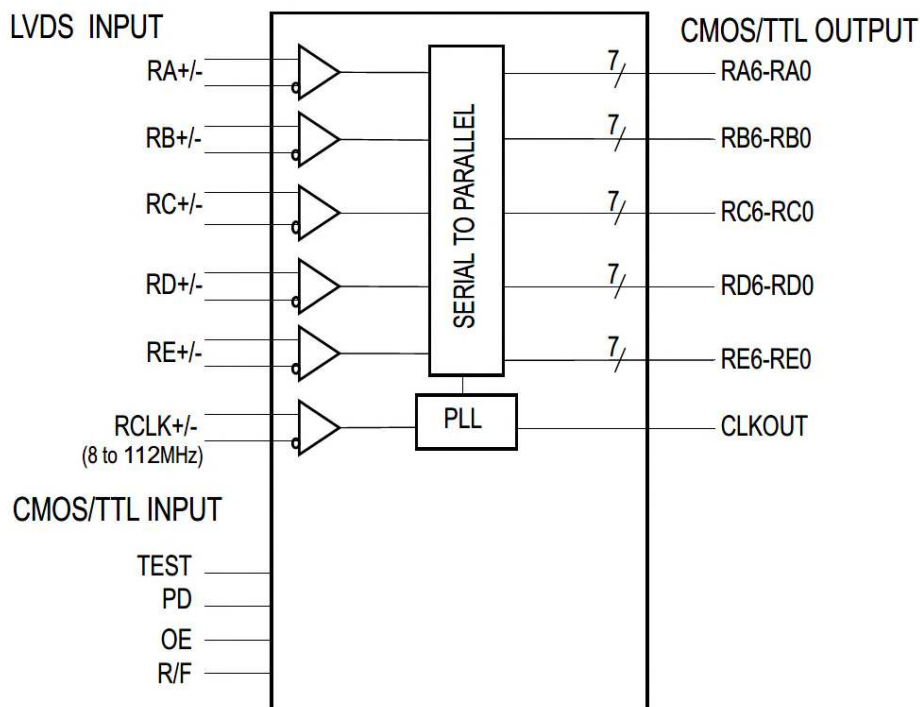 LVDS INPUT
CMOS/TTL OUTPUT
RA+/-
7
RA6-RA0
RB+/-
7
RB6-RB0
RC+/-
7
RC6-RC0
SERIAL TO PARALLEL
RD+/-
7
RD6-RD0
RE+/-
7
RE6-RE0
RCLK+/-
(8 to 112MHz)
PLL
CLKOUT
CMOS/TTL INPUT
TEST
PD
OE
R/F